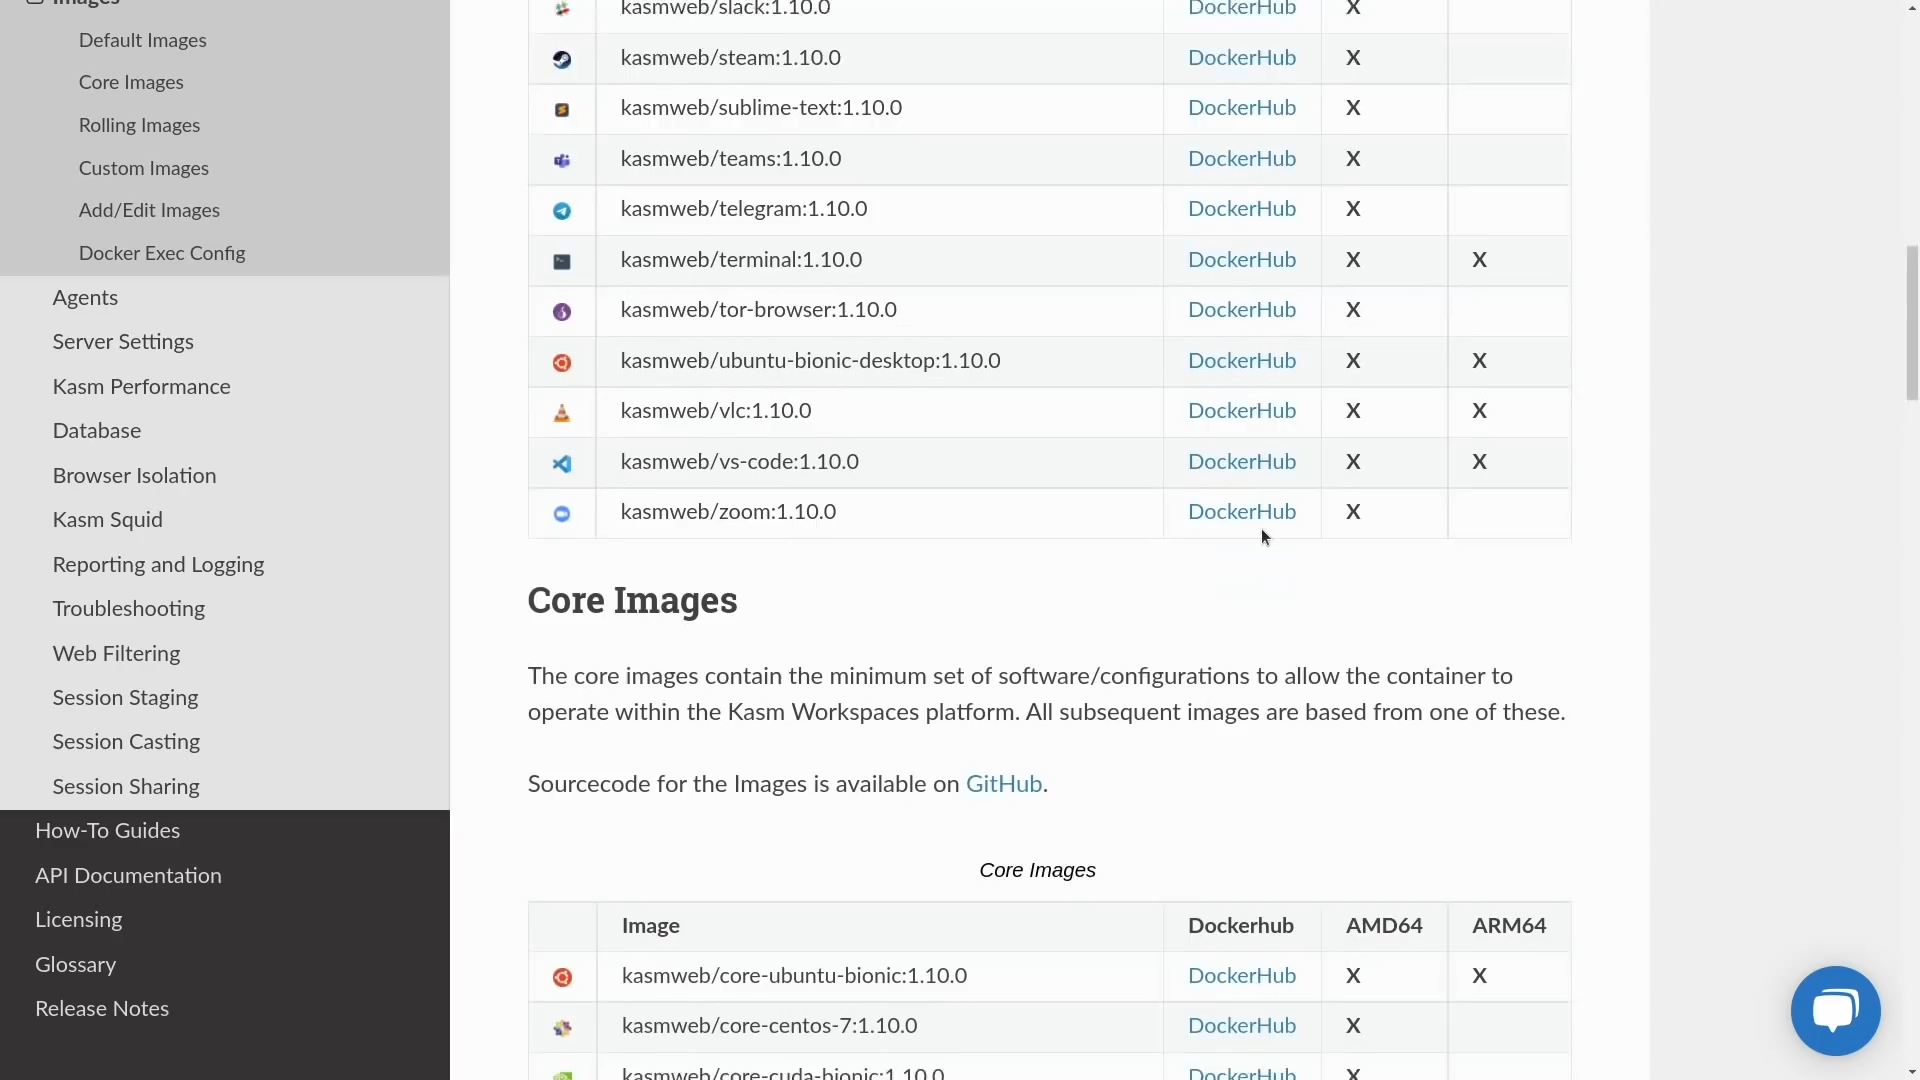 Images
Default Images
Core Images
Rolling Images
Custom Images
Add/Edit Images
Docker Exec Config
Agents
Server Settings
Kasm Performance
Database
Browser Isolation
Kasm Squid
Reporting and Logging
Troubleshooting
Web Filtering
Session Staging
Session Casting
Session Sharing
How-To Guides
API Documentation
Licensing
Glossary
Release Notes
kasmweb/slack:1.10.0 DockerHub X
kasmweb/steam:1.10.0 DockerHub X
kasmweb/sublime-text:1.10.0 DockerHub X
kasmweb/teams:1.10.0 DockerHub X
kasmweb/telegram:1.10.0 DockerHub X
kasmweb/terminal:1.10.0 DockerHub X X
kasmweb/tor-browser:1.10.0 DockerHub X
kasmweb/ubuntu-bionic-desktop:1.10.0 DockerHub X X
kasmweb/vlc:1.10.0 DockerHub X X
kasmweb/vs-code:1.10.0 DockerHub X X
kasmweb/zoom:1.10.0 DockerHub X
Core Images
The core images contain the minimum set of software/configurations to allow the container to
operate within the Kasm Workspaces platform. All subsequent images are based from one of these.
Sourcecode for the Images is available on GitHub.
Core Images
Image Dockerhub AMD64 ARM64
kasmweb/core-ubuntu-bionic:1.10.0 DockerHub X X
kasmweb/core-centos-7:1.10.0 DockerHub X
kasmweb/core-cuda-bionic:1.10.0 DockerHub X